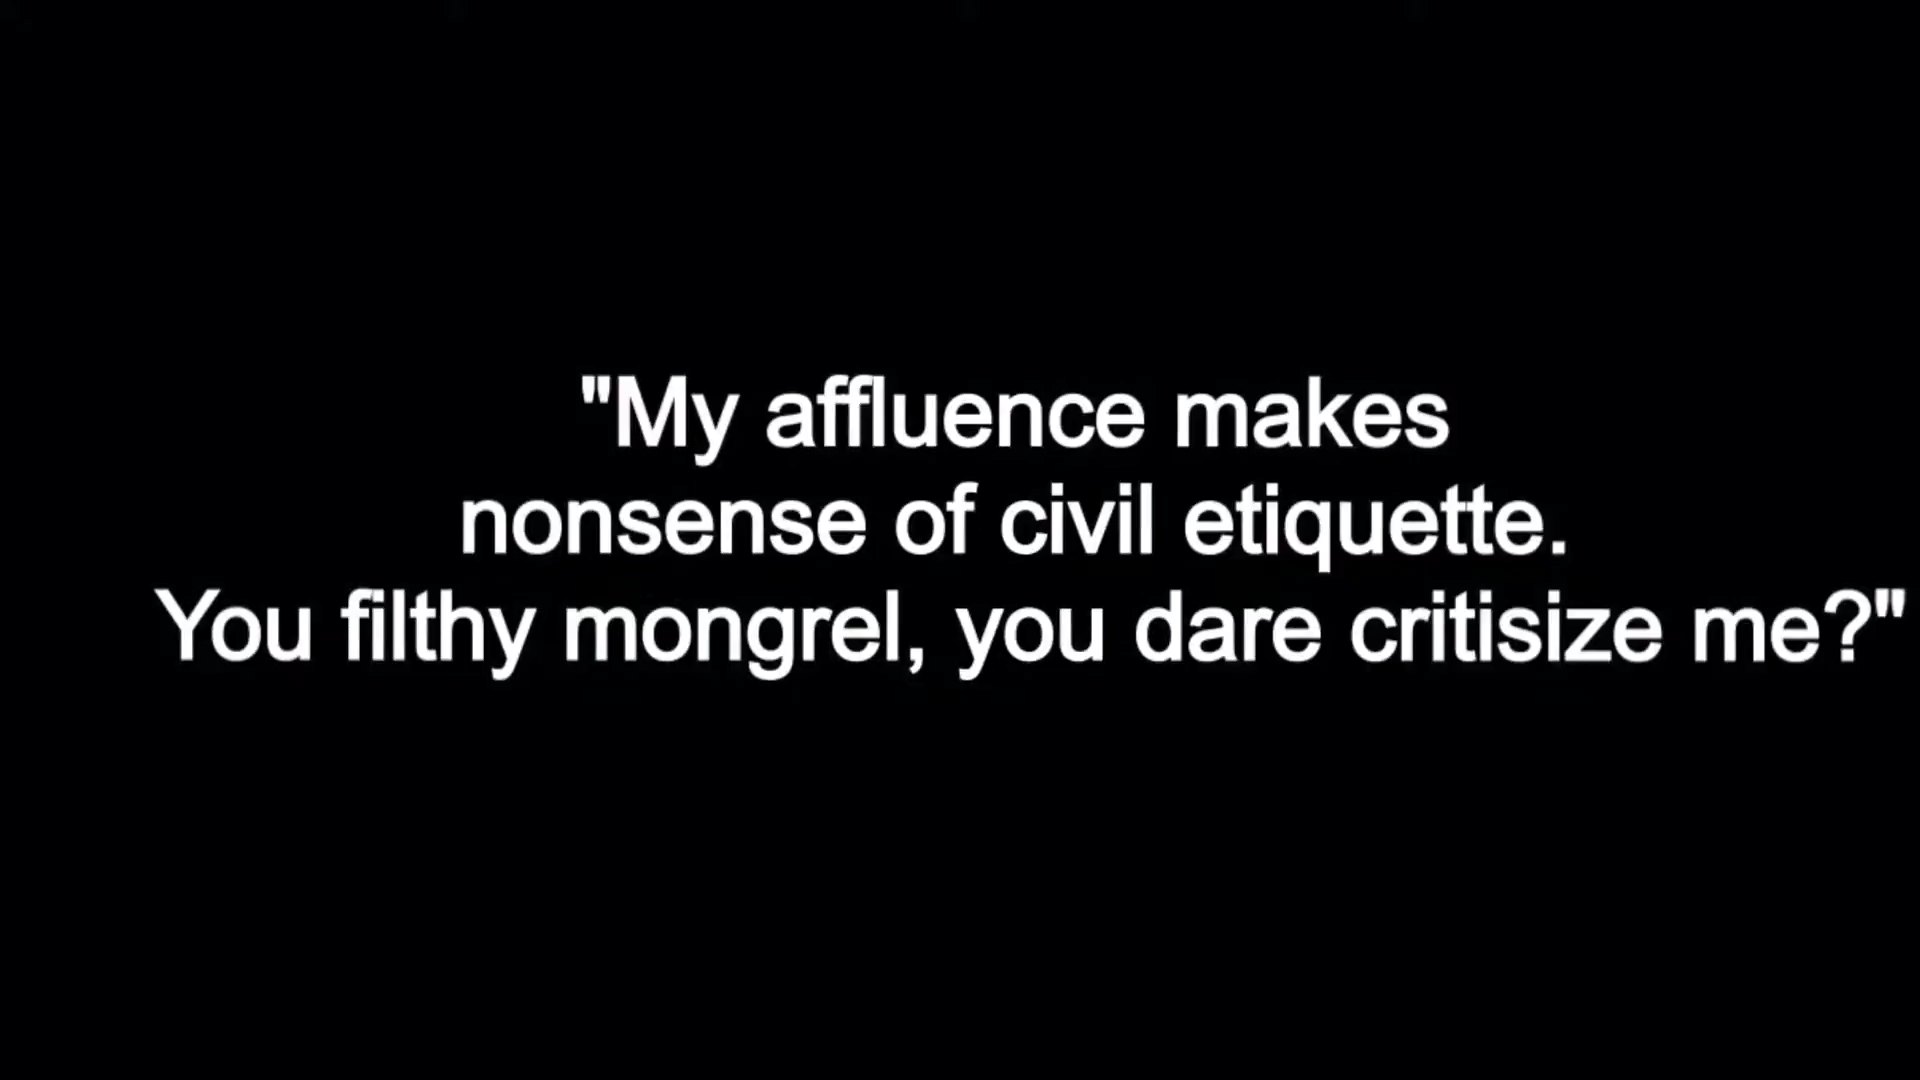 "My affluence makes
nonsense of civil etiquette.
You filthy mongrel, you dare critisize me?"